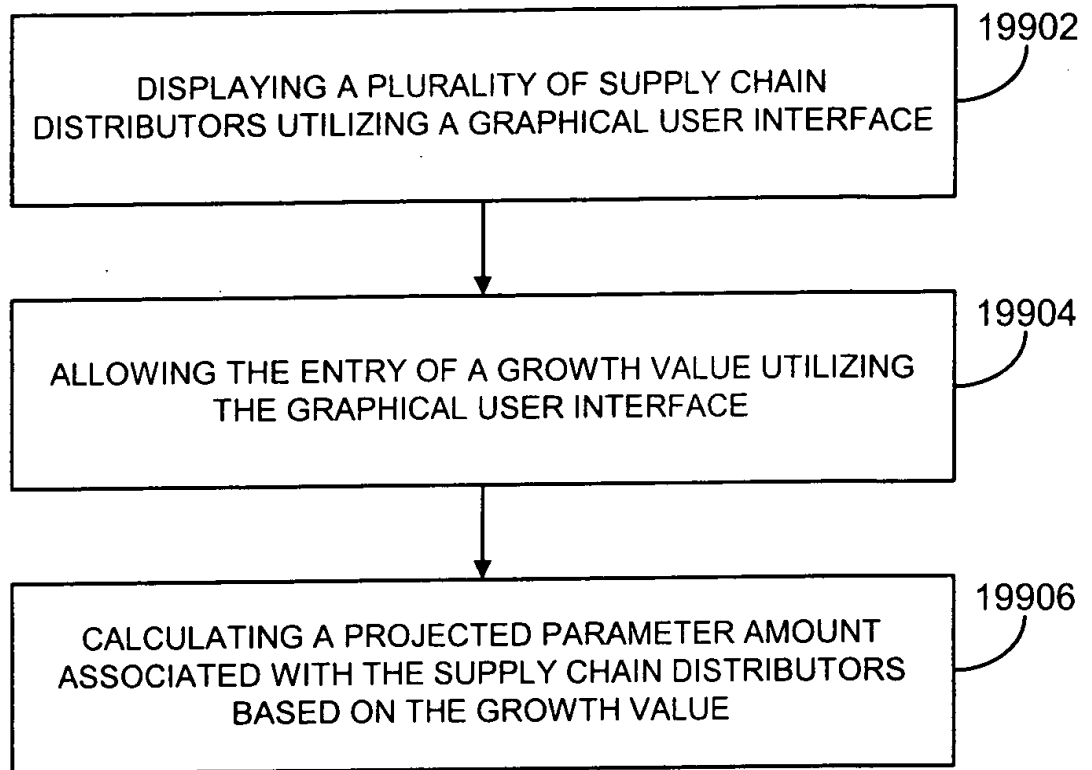 19902
DISPLAYING A PLURALITY OF SUPPLY CHAIN
DISTRIBUTORS UTILIZING A GRAPHICAL USER INTERFACE
19904
ALLOWING THE ENTRY OF A GROWTH VALUE UTILIZING
THE GRAPHICAL USER INTERFACE
19906
CALCULATING A PROJECTED PARAMETER AMOUNT
ASSOCIATED WITH THE SUPPLY CHAIN DISTRIBUTORS
BASED ON THE GROWTH VALUE